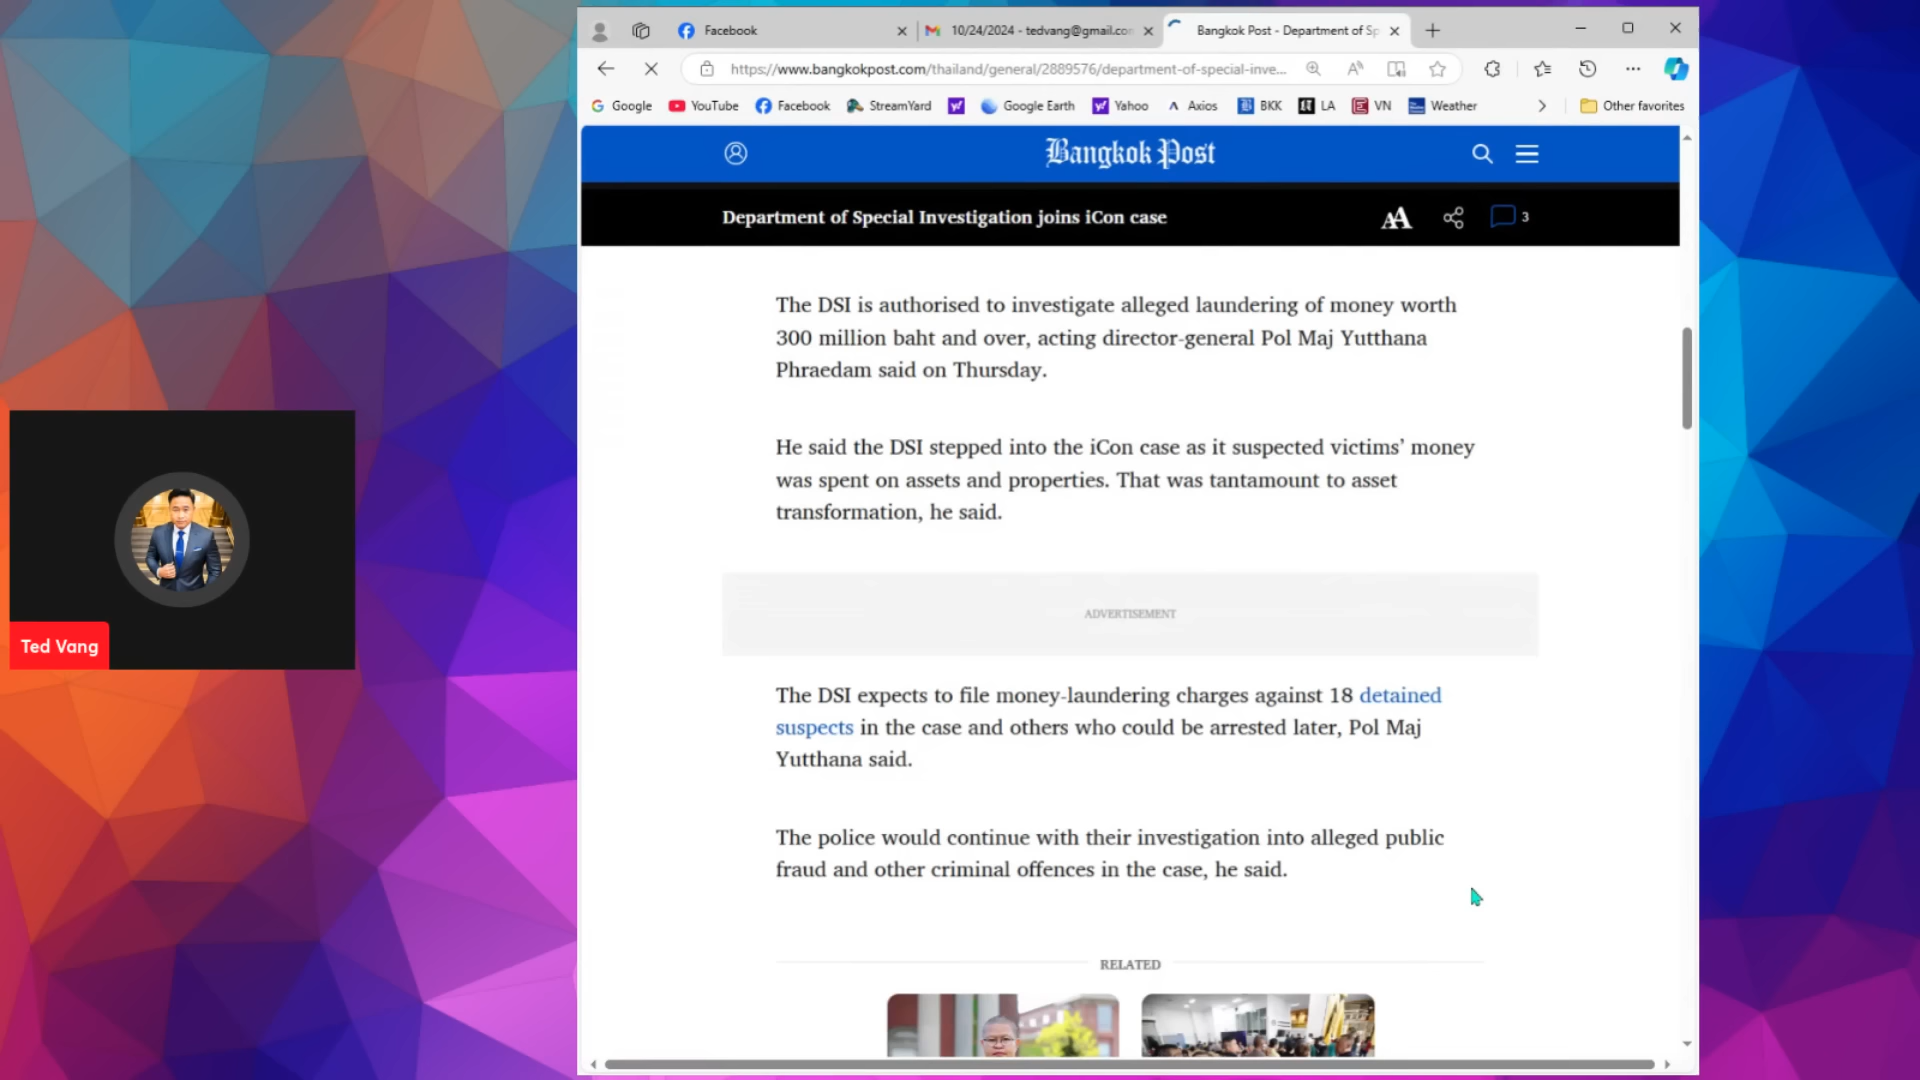 Facebook
10/24/2024 - tedvang@gmail.co
Bangkok Post - Department of Sp
https://www.bangkokpost.com/thailand/general/2889576/department-of-special-inve...
Google
YouTube
Facebook
StreamYard
Google Earth
Yahoo
Axios
BKK
LA
VN
Weather
Other favorites
Bangkok Post
Department of Special Investigation joins iCon case
AA
3
The DSI is authorised to investigate alleged laundering of money worth
300 million baht and over, acting director-general Pol Maj Yutthana
Phraedam said on Thursday.
He said the DSI stepped into the iCon case as it suspected victims’ money
was spent on assets and properties. That was tantamount to asset
transformation, he said.
ADVERTISEMENT
The DSI expects to file money-laundering charges against 18 detained
suspects in the case and others who could be arrested later, Pol Maj
Yutthana said.
The police would continue with their investigation into alleged public
fraud and other criminal offences in the case, he said.
RELATED
Ted Vang